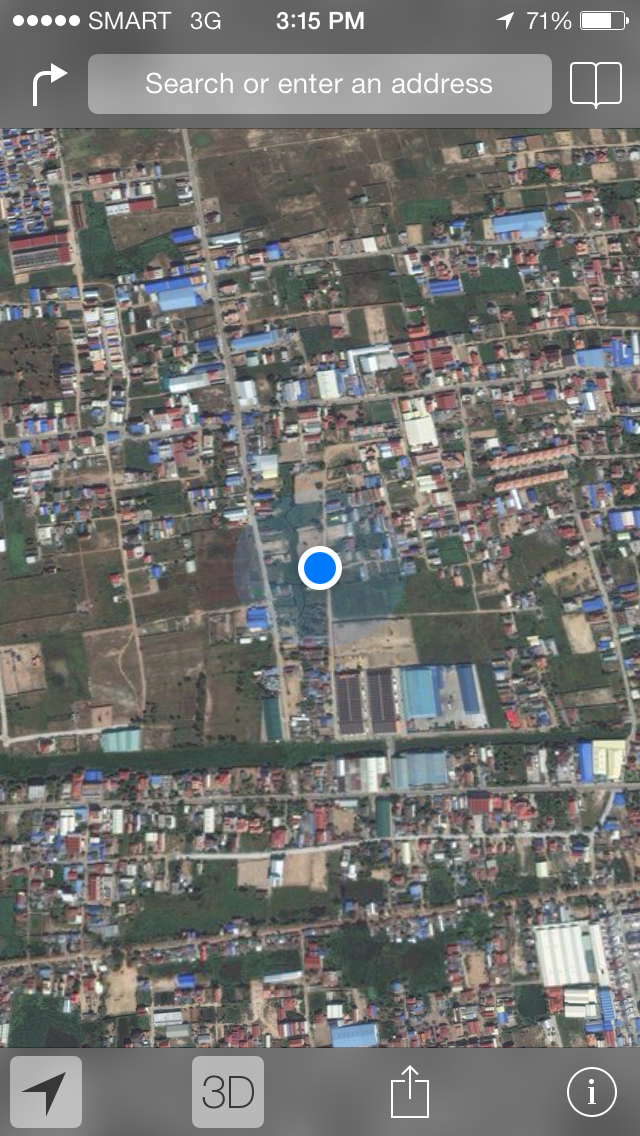 SMART 3G 3:15 PM 71%
Search or enter an address
3D
i